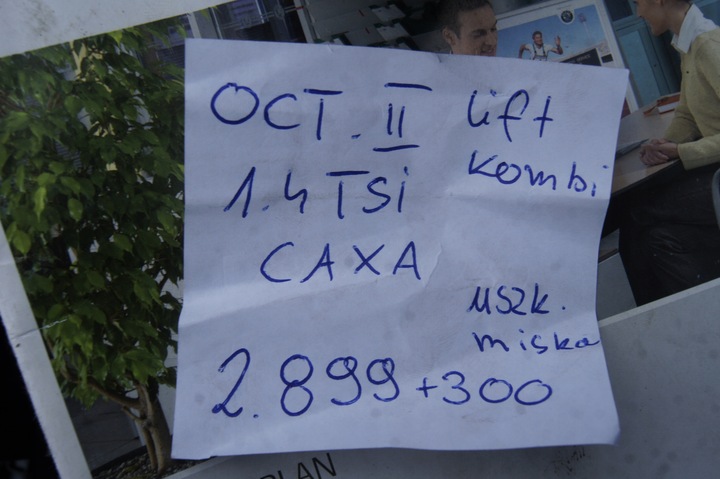 OCT. II lift
kombi
1.4 TSi
CAXA
uszk.
miska
2.899 +300
PLAN